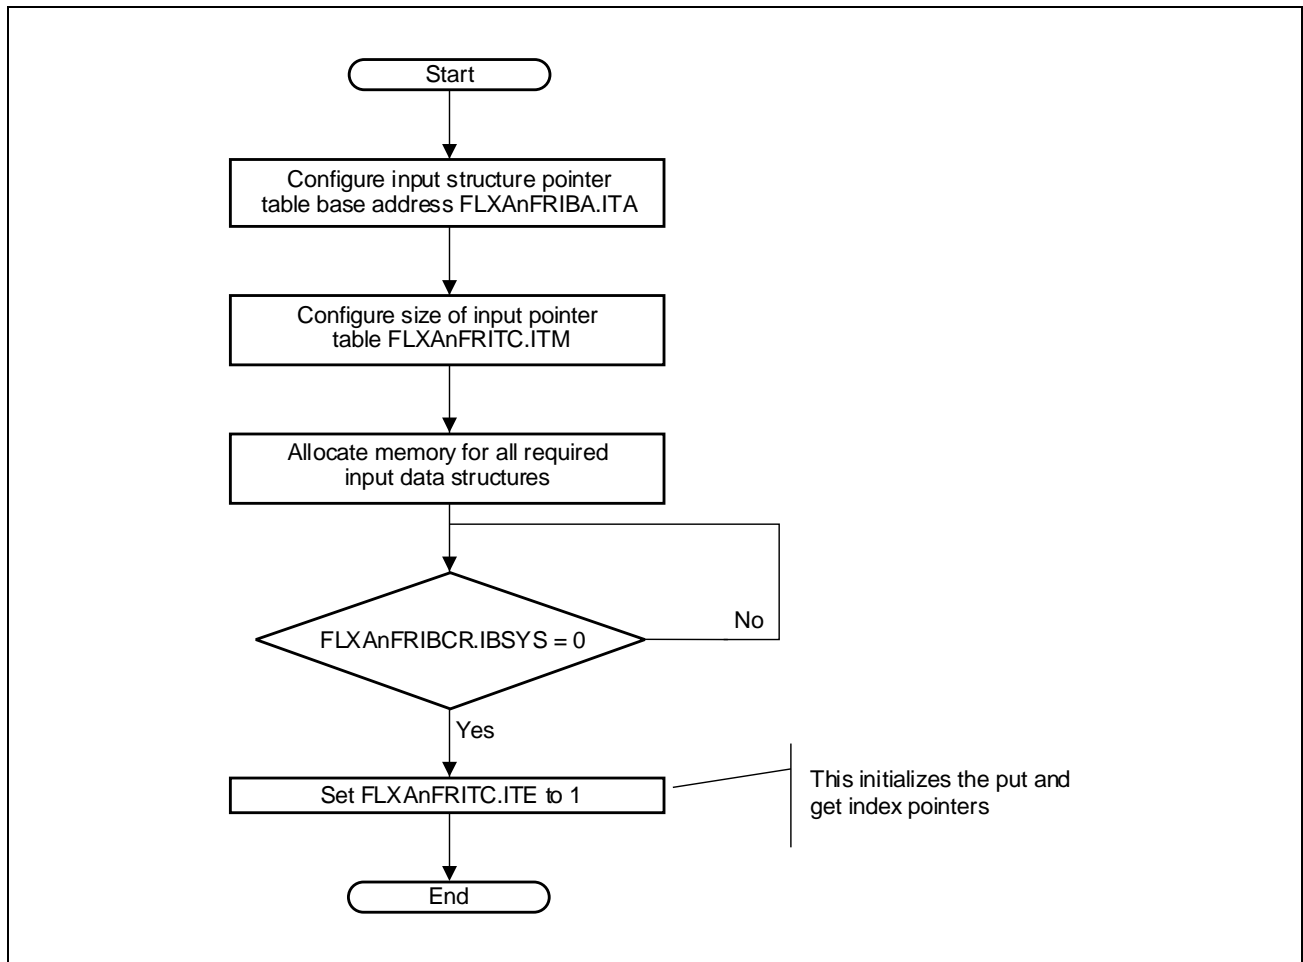 Start
Configure input structure pointer
table base address FLXAnFRIBA.ITA
Configure size of input pointer
table FLXAnFRITC.ITM
Allocate memory for all required
input data structures
FLXAnFRIBCR.IBSYS = 0
No
Yes
Set FLXAnFRITC.ITE to 1
This initializes the put and
get index pointers
End